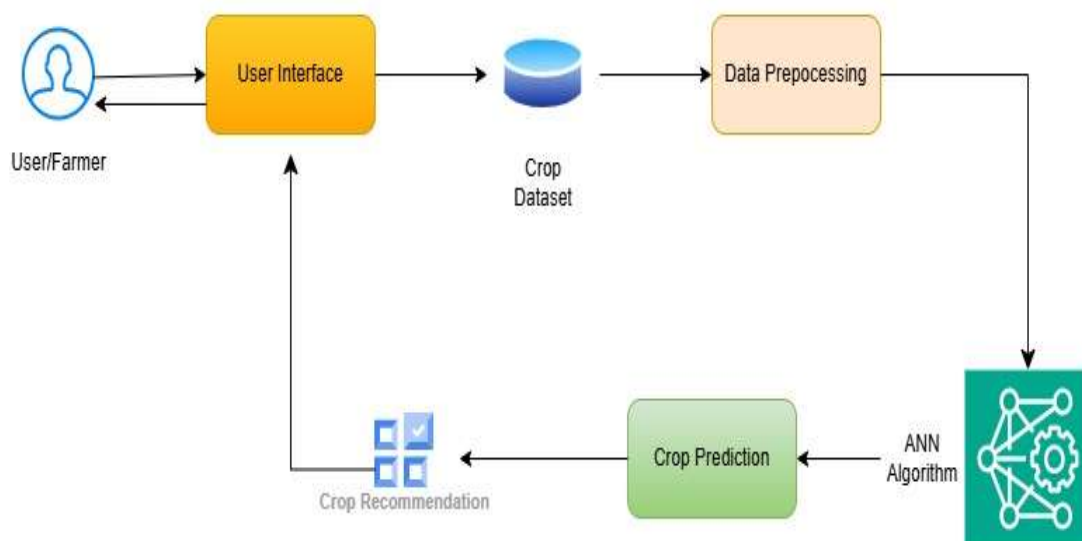 User Interface
Data Prepocessing
User/Farmer
Crop
Dataset
ANN
Algorithm
Crop Prediction
Crop Recommendation